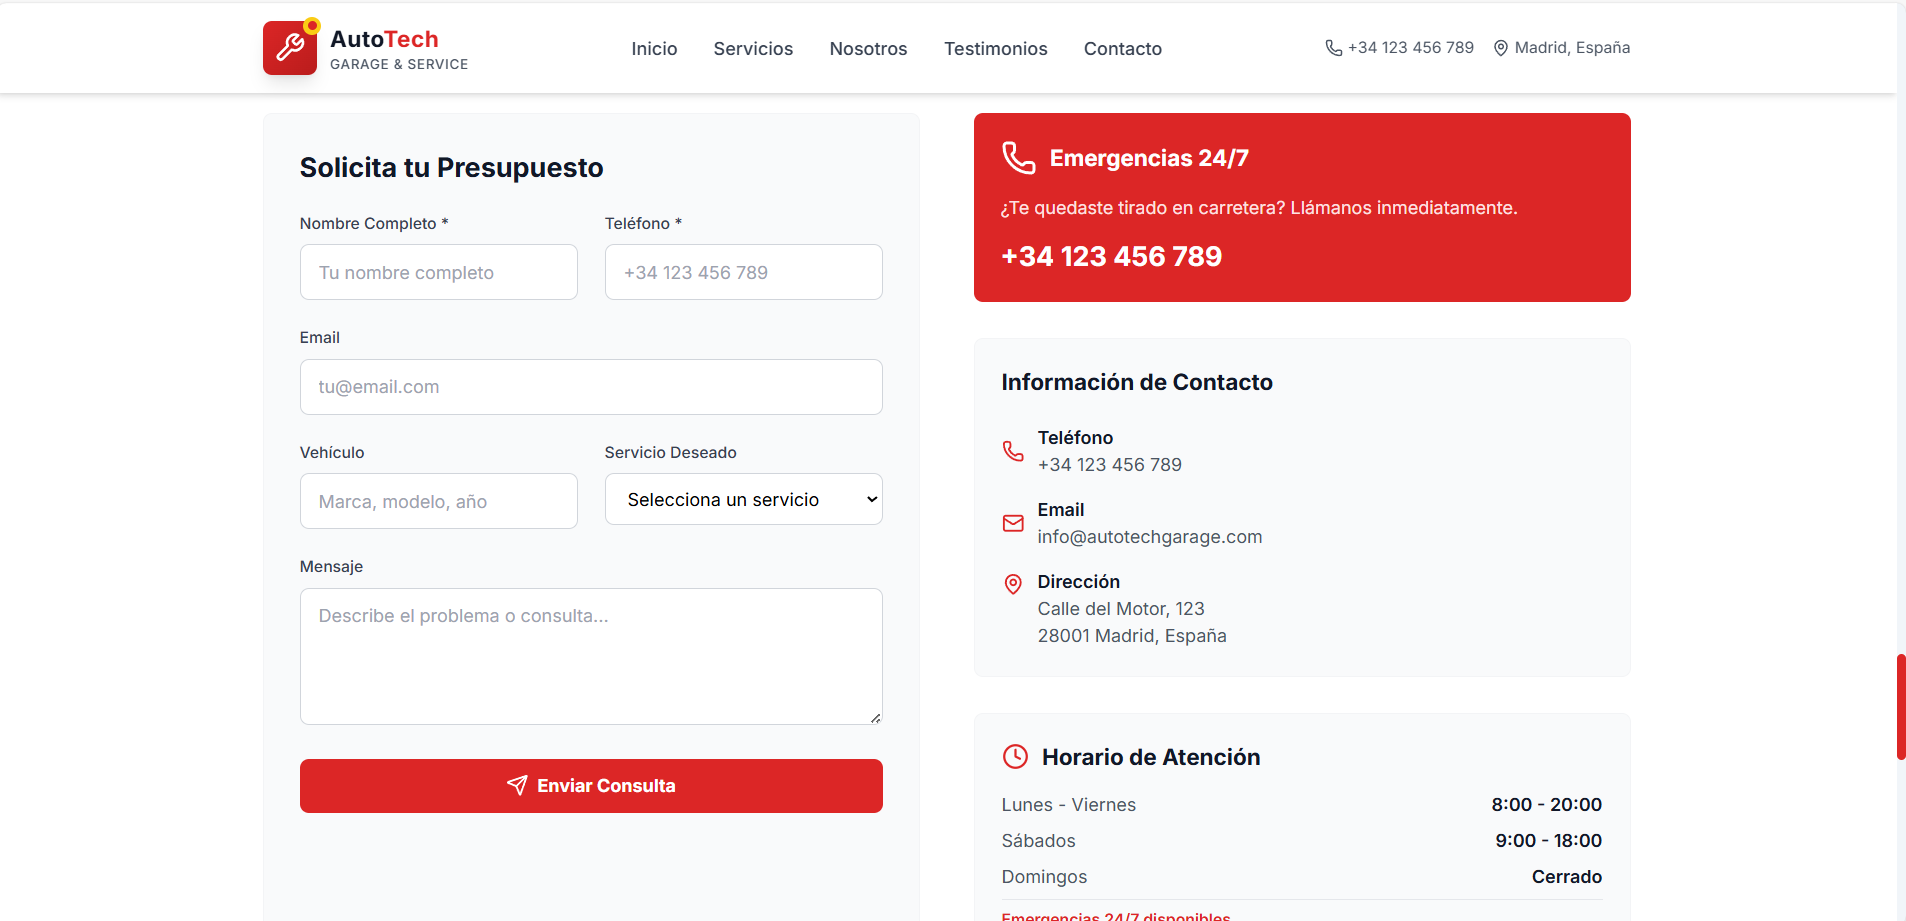 AutoTech
GARAGE & SERVICE
Inicio
Servicios
Nosotros
Testimonios
Contacto
+34 123 456 789
Madrid, España
Solicita tu Presupuesto
Nombre Completo *
Teléfono *
Tu nombre completo
+34 123 456 789
Email
tu@email.com
Vehículo
Servicio Deseado
Marca, modelo, año
Selecciona un servicio
Mensaje
Describe el problema o consulta...
Enviar Consulta
Emergencias 24/7
¿Te quedaste tirado en carretera? Llámanos inmediatamente.
+34 123 456 789
Información de Contacto
Teléfono
+34 123 456 789
Email
info@autotechgarage.com
Dirección
Calle del Motor, 123
28001 Madrid, España
Horario de Atención
Lunes - Viernes 8:00 - 20:00
Sábados 9:00 - 18:00
Domingos Cerrado
Emergencias 24/7 disponibles